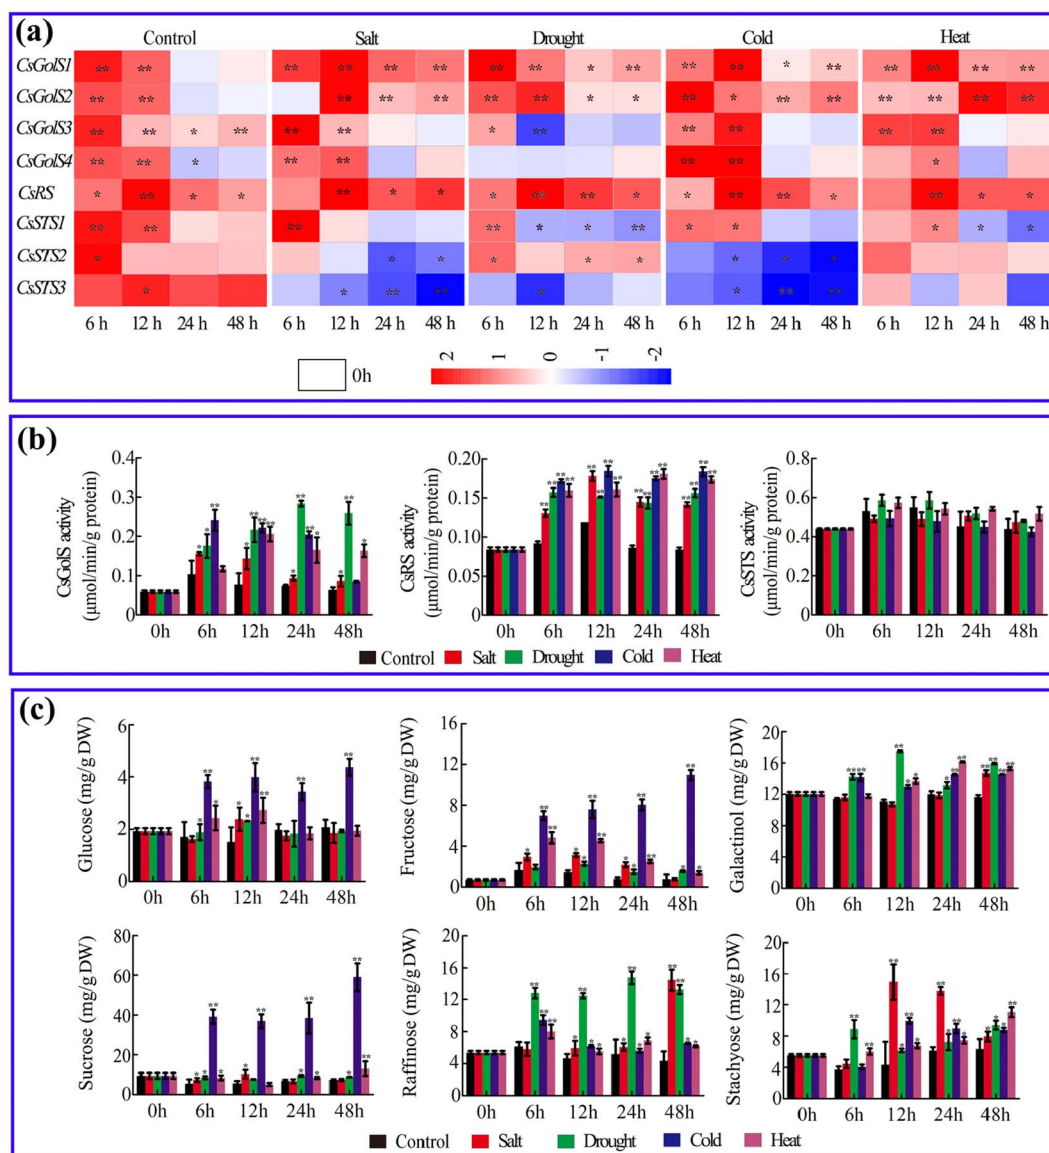 (a)
Control Salt Drought Cold Heat
CsGolS1 ** ** ** ** ** ** ** ** * ** ** ** * ** ** ** ** **
CsGolS2 ** ** ** ** ** ** ** * * ** * ** ** ** ** ** **
CsGolS3 ** ** * ** ** ** * ** ** ** ** **
CsGolS4 ** ** * ** ** ** ** *
CsRS * ** * * ** * * * ** ** * * ** ** * ** * *
CsSTS1 ** ** ** ** * * ** * * * * *
CsSTS2 * * * * * * * * *
CsSTS3 * * ** ** * * ** **
6 h 12 h 24 h 48 h 6 h 12 h 24 h 48 h 6 h 12 h 24 h 48 h 6 h 12 h 24 h 48 h 6 h 12 h 24 h 48 h
0h
2 1 0 -1 -2
(b)
CsGolS activity
(μmol/min/g protein)
0.4
0.3
0.2
0.1
0
0h 6h 12h 24h 48h
CsRS activity
(μmol/min/g protein)
0.20
0.15
0.10
0.05
0.00
0h 6h 12h 24h 48h
CsSTS activity
(μmol/min/g protein)
0.8
0.6
0.4
0.2
0
0h 6h 12h 24h 48h
Control Salt Drought Cold Heat
(c)
Glucose (mg/g DW)
6
4
2
0
0h 6h 12h 24h 48h
Fructose (mg/g DW)
16
12
8
4
0
0h 6h 12h 24h 48h
Galactinol (mg/g DW)
20
16
12
8
4
0
0h 6h 12h 24h 48h
Sucrose (mg/g DW)
80
60
40
20
0
0h 6h 12h 24h 48h
Raffinose (mg/g DW)
20
16
12
8
4
0
0h 6h 12h 24h 48h
Stachyose (mg/g DW)
20
16
12
8
4
0
0h 6h 12h 24h 48h
Control Salt Drought Cold Heat